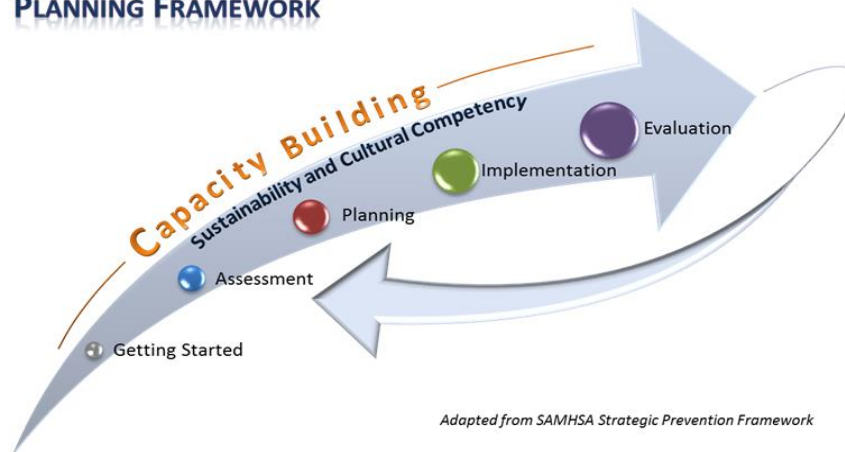 PLANNING FRAMEWORK
Capacity Building
Sustainability and Cultural Competency
Evaluation
Implementation
Planning
Assessment
Getting Started
Adapted from SAMHSA Strategic Prevention Framework